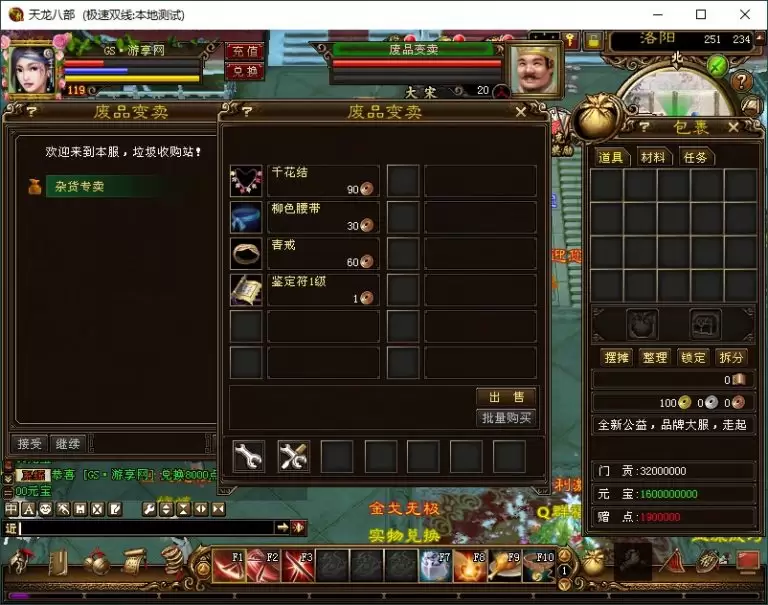 天龙八部 (极速双线:本地测试)
GS·游享网
充值
兑换
119
废品变卖
大宋
20
洛阳
251 234
北
? 废品变卖
欢迎来到本服，垃圾收购站！
杂货专卖
接受 继续
? 废品变卖
千花结
90
柳色腰带
30
青戒
60
鉴定符1级
1
出 售
批量购买
? 包裹
道具 材料 任务
摆摊 整理 锁定 拆分
0
100 0 0
全新公益，品牌大服，走起
门 贡:32000000
元 宝:1600000000
赠 点:1900000
恭喜 [GS·游享网] 兑换8000点
00元宝
近
金戈无极
实物兑换
Q群
F1 F2 F3 F7 F8 F9 F10
1